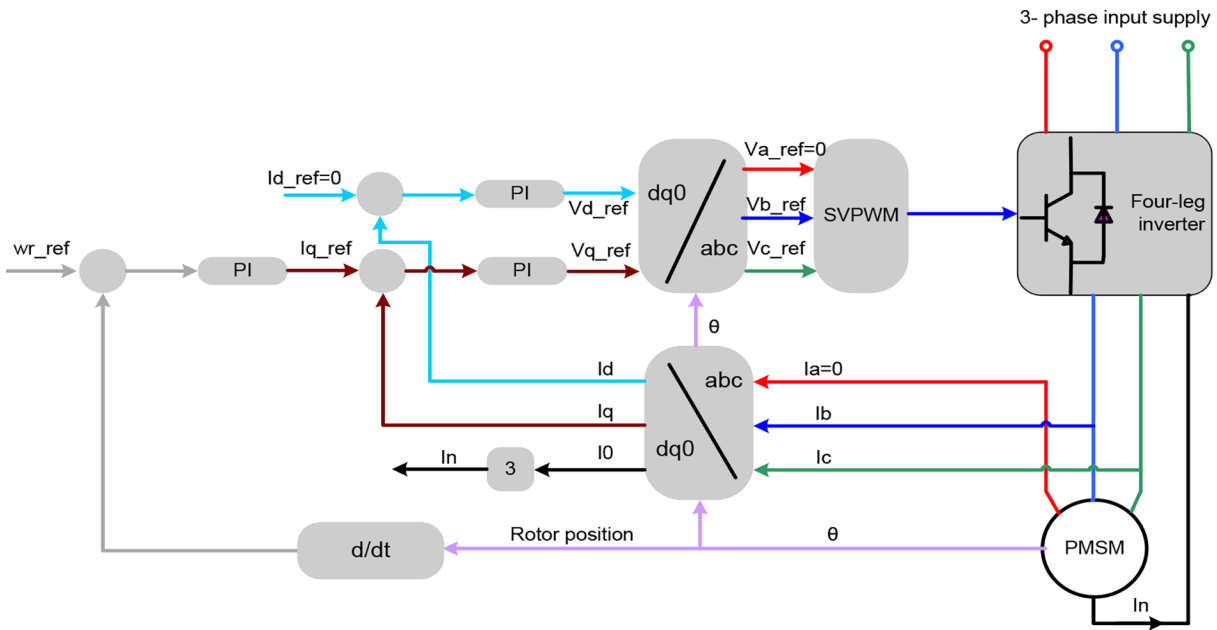 3- phase input supply
Va_ref=0
Id_ref=0
PI
dq0
Vd_ref
Vb_ref
SVPWM
Four-leg
inverter
wr_ref
Iq_ref
Vq_ref
abc
Vc_ref
PI
PI
θ
Id
abc
Ia=0
Iq
Ib
In
3
I0
dq0
Ic
Rotor position
θ
d/dt
PMSM
In